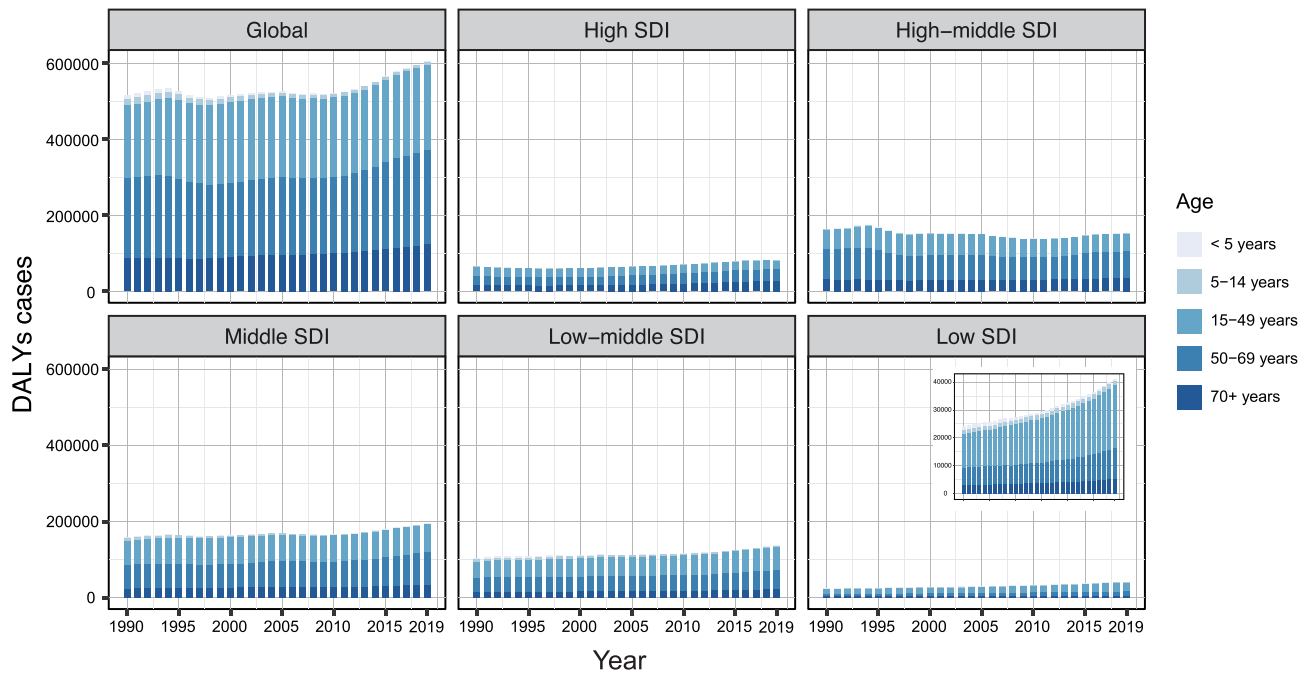 Global
High SDI
High−middle SDI
600000
400000
200000
0
Middle SDI
Low−middle SDI
Low SDI
600000
400000
200000
0
40000
30000
20000
10000
0
1990 1995 2000 2005 2010 2015 2019
1990 1995 2000 2005 2010 2015 2019
1990 1995 2000 2005 2010 2015 2019
DALYs cases
Year
Age
< 5 years
5−14 years
15−49 years
50−69 years
70+ years